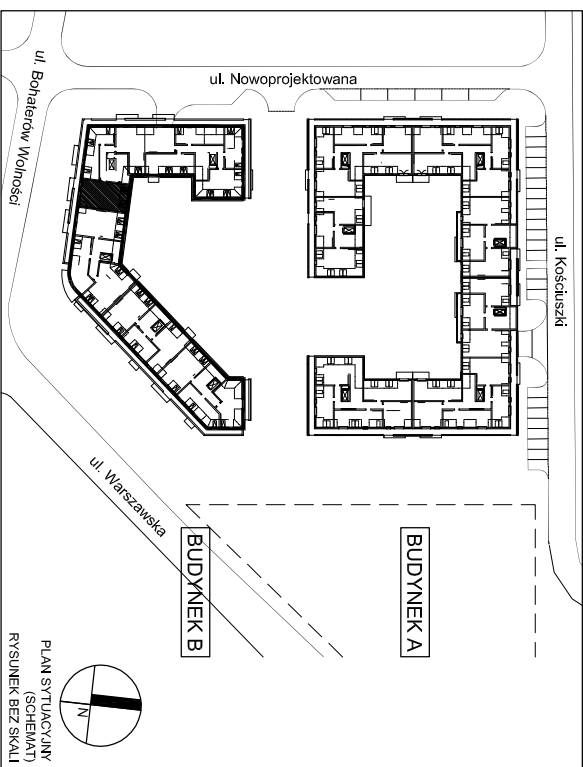 ul. Nowoprojektowana
ul. Bohaterów Wolności
ul. Kościuszki
ul. Warszawska
BUDYNEK A
BUDYNEK B
N
PLAN SYTUACYJNY
(SCHEMAT)
RYSUNEK BEZ SKALI